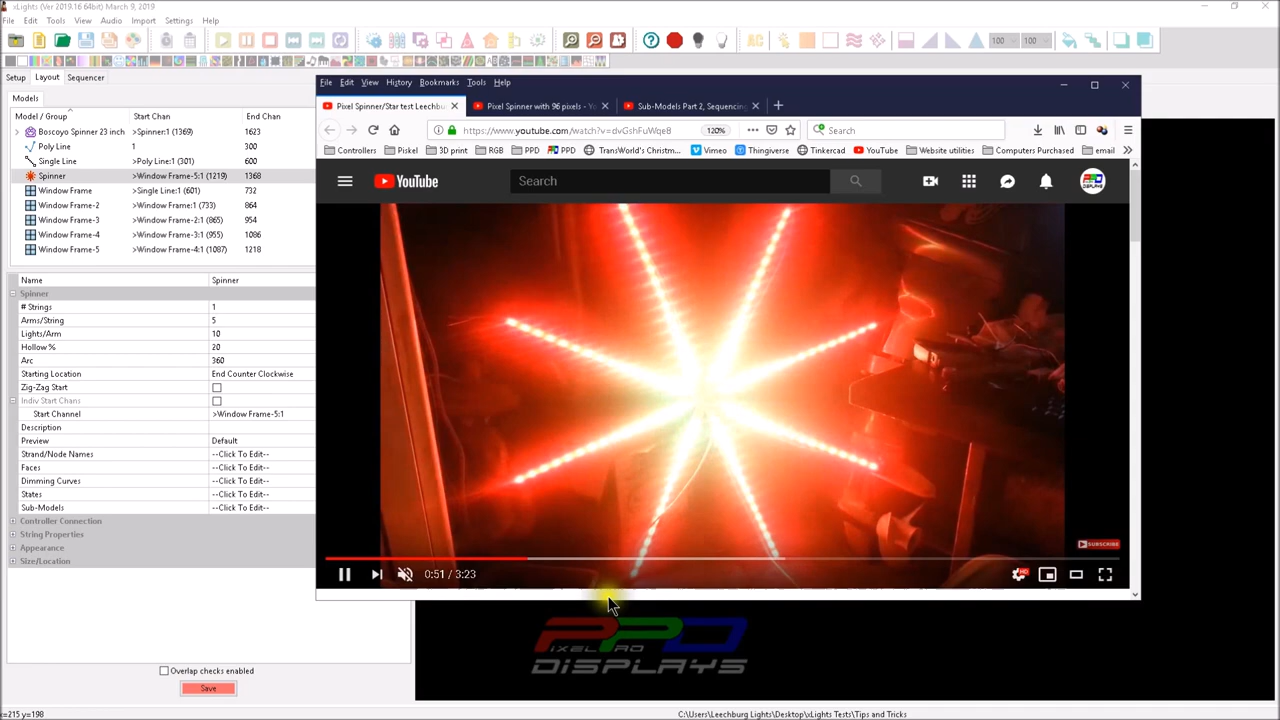 xLights (Ver 2019.16 64bit) March 9, 2019
File Edit Tools View Audio Import Settings Help
100 100
Setup Layout Sequencer
Models
Model / Group Start Chan End Chan
Boscoyo Spinner 23 inch >Spinner:1 (1369) 1623
Poly Line 1 300
Single Line >Poly Line:1 (301) 600
Spinner >Window Frame-5:1 (1219) 1368
Window Frame >Single Line:1 (601) 732
Window Frame-2 >Window Frame:1 (733) 864
Window Frame-3 >Window Frame-2:1 (865) 954
Window Frame-4 >Window Frame-3:1 (955) 1086
Window Frame-5 >Window Frame-4:1 (1087) 1218
Name Spinner
Spinner
# Strings 1
Arms/String 5
Lights/Arm 10
Hollow % 20
Arc 360
Starting Location End Counter Clockwise
Zig-Zag Start
Indiv Start Chans
Start Channel >Window Frame-5:1
Description
Preview Default
Strand/Node Names --Click To Edit--
Faces --Click To Edit--
Dimming Curves --Click To Edit--
States --Click To Edit--
Sub-Models --Click To Edit--
Controller Connection
String Properties
Appearance
Size/Location
Overlap checks enabled
Save
x=215 y=198
C:\Users\Leechburg Lights\Desktop\xLights Tests\Tips and Tricks
File Edit View History Bookmarks Tools Help
Pixel Spinner/Star test Leechbu Pixel Spinner with 96 pixels - Yo Sub-Models Part 2, Sequencing
https://www.youtube.com/watch?v=dvGshFuWqe8 120% Search
Controllers Piskel 3D print RGB PPD PPD TransWorld's Christm... Vimeo Thingiverse Tinkercad YouTube Website utilities Computers Purchased email
YouTube Search
PPD DISPLAYS
SUBSCRIBE
0:51 / 3:23
HD
PPD
PIXEL PRO
DISPLAYS